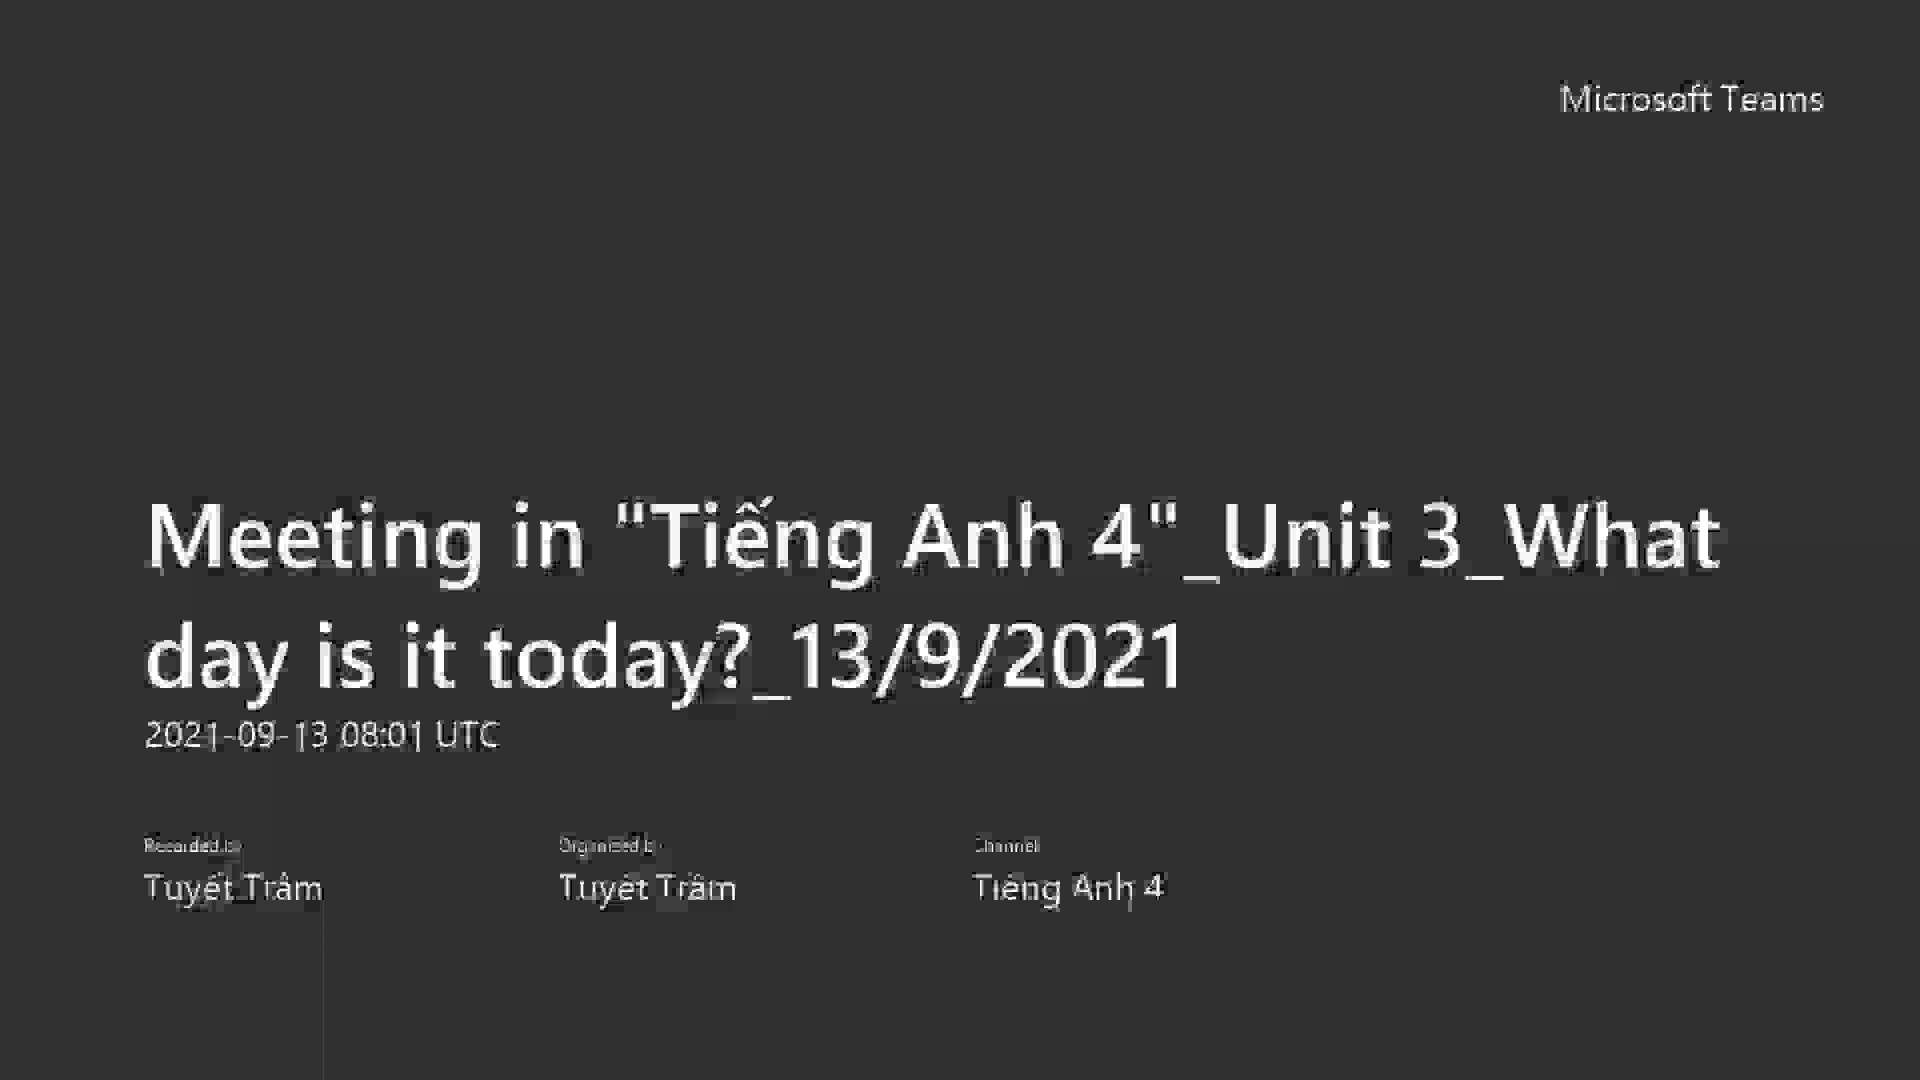 Microsoft Teams
Meeting in "Tiếng Anh 4"_Unit 3_What
day is it today?_13/9/2021
2021-09-13 08:01 UTC
Recorded by
Organized by
Channel
Tuyết Trâm
Tuyết Trâm
Tiếng Anh 4